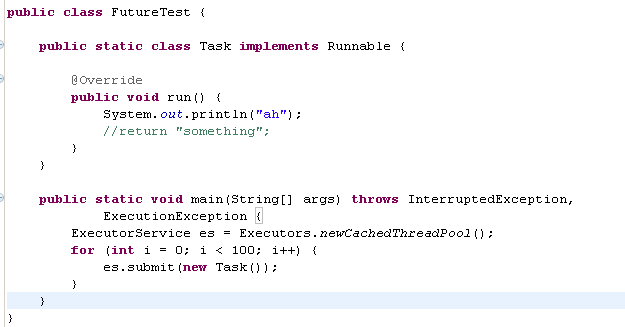 public class FutureTest {
public static class Task implements Runnable {
@Override
public void run() {
System.out.println("ah");
//return "something";
}
}
public static void main(String[] args) throws InterruptedException,
ExecutionException {
ExecutorService es = Executors.newCachedThreadPool();
for (int i = 0; i < 100; i++) {
es.submit(new Task());
}
}
}